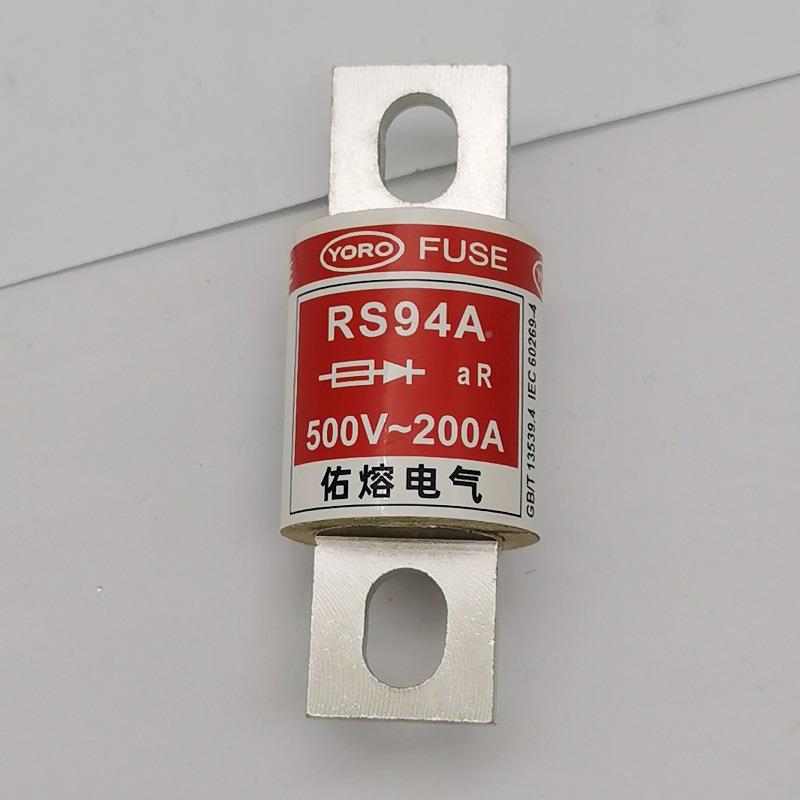 YORO FUSE
RS94A
aR
500V~200A
佑熔电气
GB/T 13539.4 IEC 60269-4